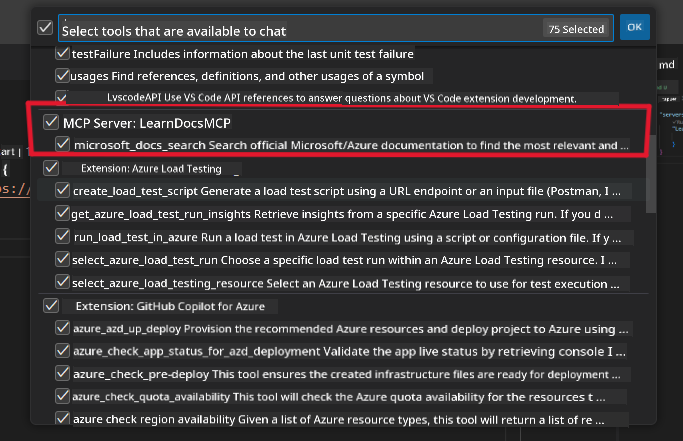 Select tools that are available to chat
75 Selected
OK
testFailure Includes information about the last unit test failure
usages Find references, definitions, and other usages of a symbol
LvscodeAPI Use VS Code API references to answer questions about VS Code extension development.
MCP Server: LearnDocsMCP
microsoft_docs_search Search official Microsoft/Azure documentation to find the most relevant and ...
Extension: Azure Load Testing
create_load_test_script Generate a load test script using a URL endpoint or an input file (Postman, I ...
get_azure_load_test_run_insights Retrieve insights from a specific Azure Load Testing run. If you d ...
run_load_test_in_azure Run a load test in Azure Load Testing using a script or configuration file. If y ...
select_azure_load_test_run Choose a specific load test run within an Azure Load Testing resource. I ...
select_azure_load_testing_resource Select an Azure Load Testing resource to use for test execution ...
Extension: GitHub Copilot for Azure
azure_azd_up_deploy Provision the recommended Azure resources and deploy project to Azure using ...
azure_check_app_status_for_azd_deployment Validate the app live status by retrieving console I ...
azure_check_pre-deploy This tool ensures the created infrastructure files are ready for deployment ...
azure_check_quota_availability This tool will check the Azure quota availability for the resources t ...
azure check region availability Given a list of Azure resource types, this tool will return a list of re ...
md
art |
{